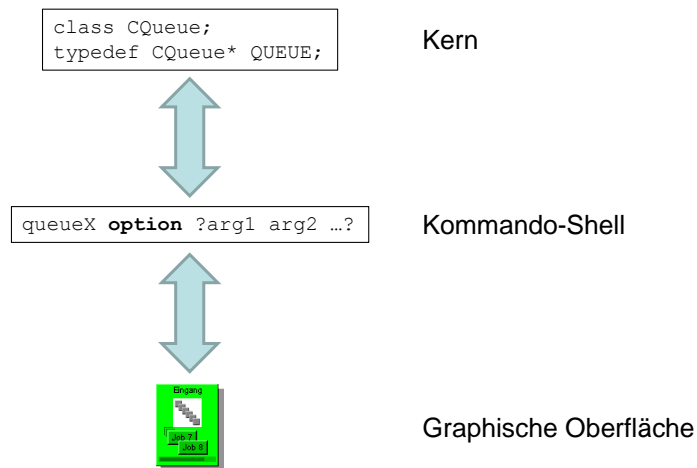 class CQueue;
typedef CQueue* QUEUE;
Kern
queueX option ?arg1 arg2 …?
Kommando-Shell
Eingang
Job 7
Job 8
Graphische Oberfläche